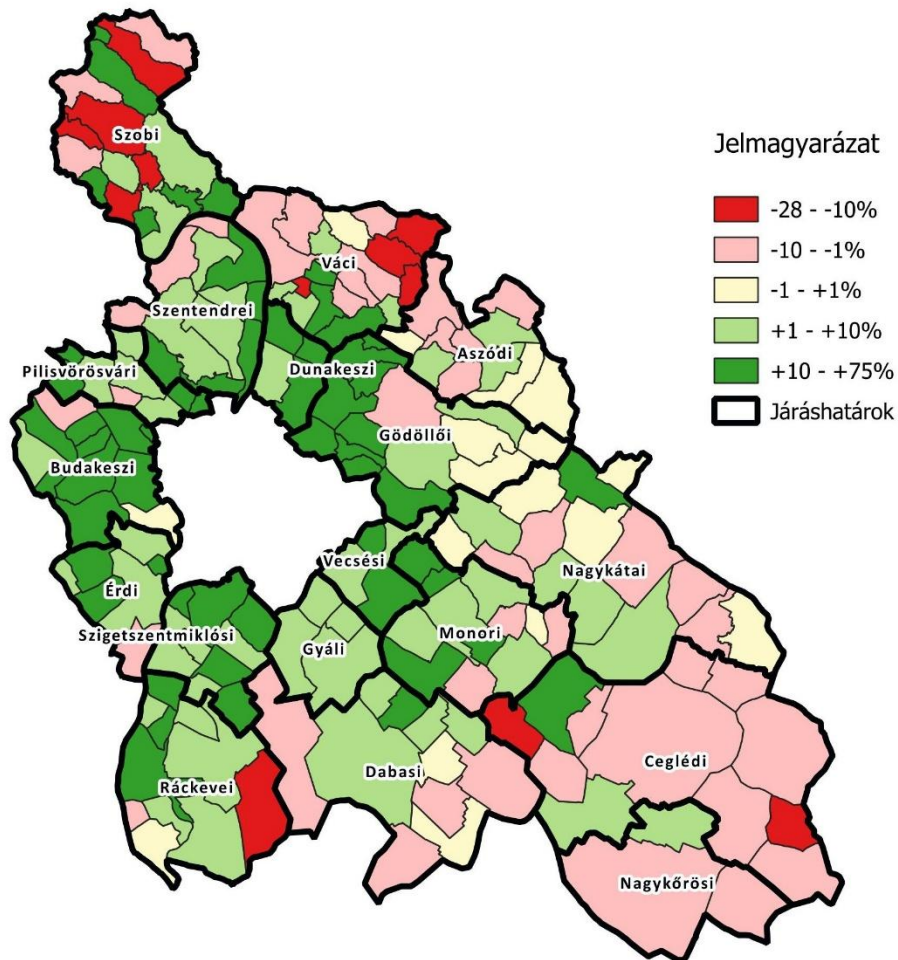 Jelmagyarázat
-28 - -10%
-10 - -1%
-1 - +1%
+1 - +10%
+10 - +75%
Járáshatárok
Szobi
Váci
Szentendrei
Aszódi
Pilisvörösvári
Dunakeszi
Gödöllői
Budakeszi
Vecsési
Nagykátai
Érdi
Szigetszentmiklósi
Gyáli
Monori
Ceglédi
Dabasi
Ráckevei
Nagykőrösi